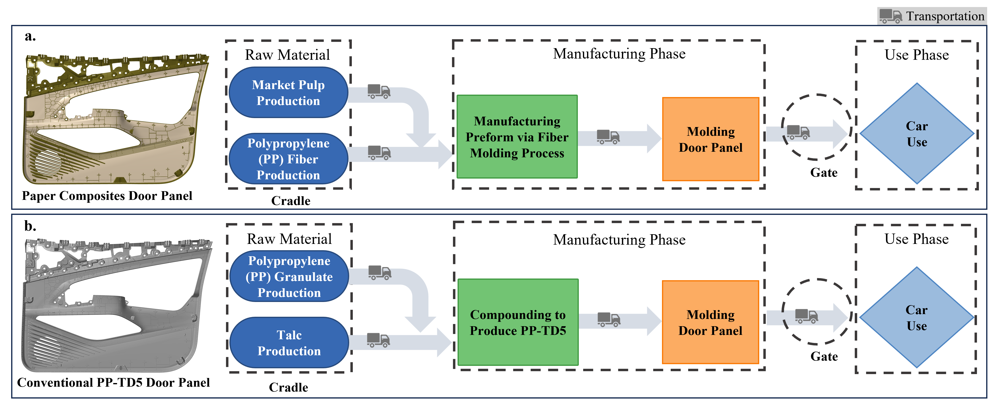 Transportation
a.
Raw Material
Market Pulp
Production
Polypropylene
(PP) Fiber
Production
Cradle
Paper Composites Door Panel
Manufacturing Phase
Manufacturing
Preform via Fiber
Molding Process
Molding
Door Panel
Gate
Use Phase
Car
Use
b.
Raw Material
Polypropylene
(PP) Granulate
Production
Talc
Production
Cradle
Conventional PP-TD5 Door Panel
Manufacturing Phase
Compounding to
Produce PP-TD5
Molding
Door Panel
Gate
Use Phase
Car
Use